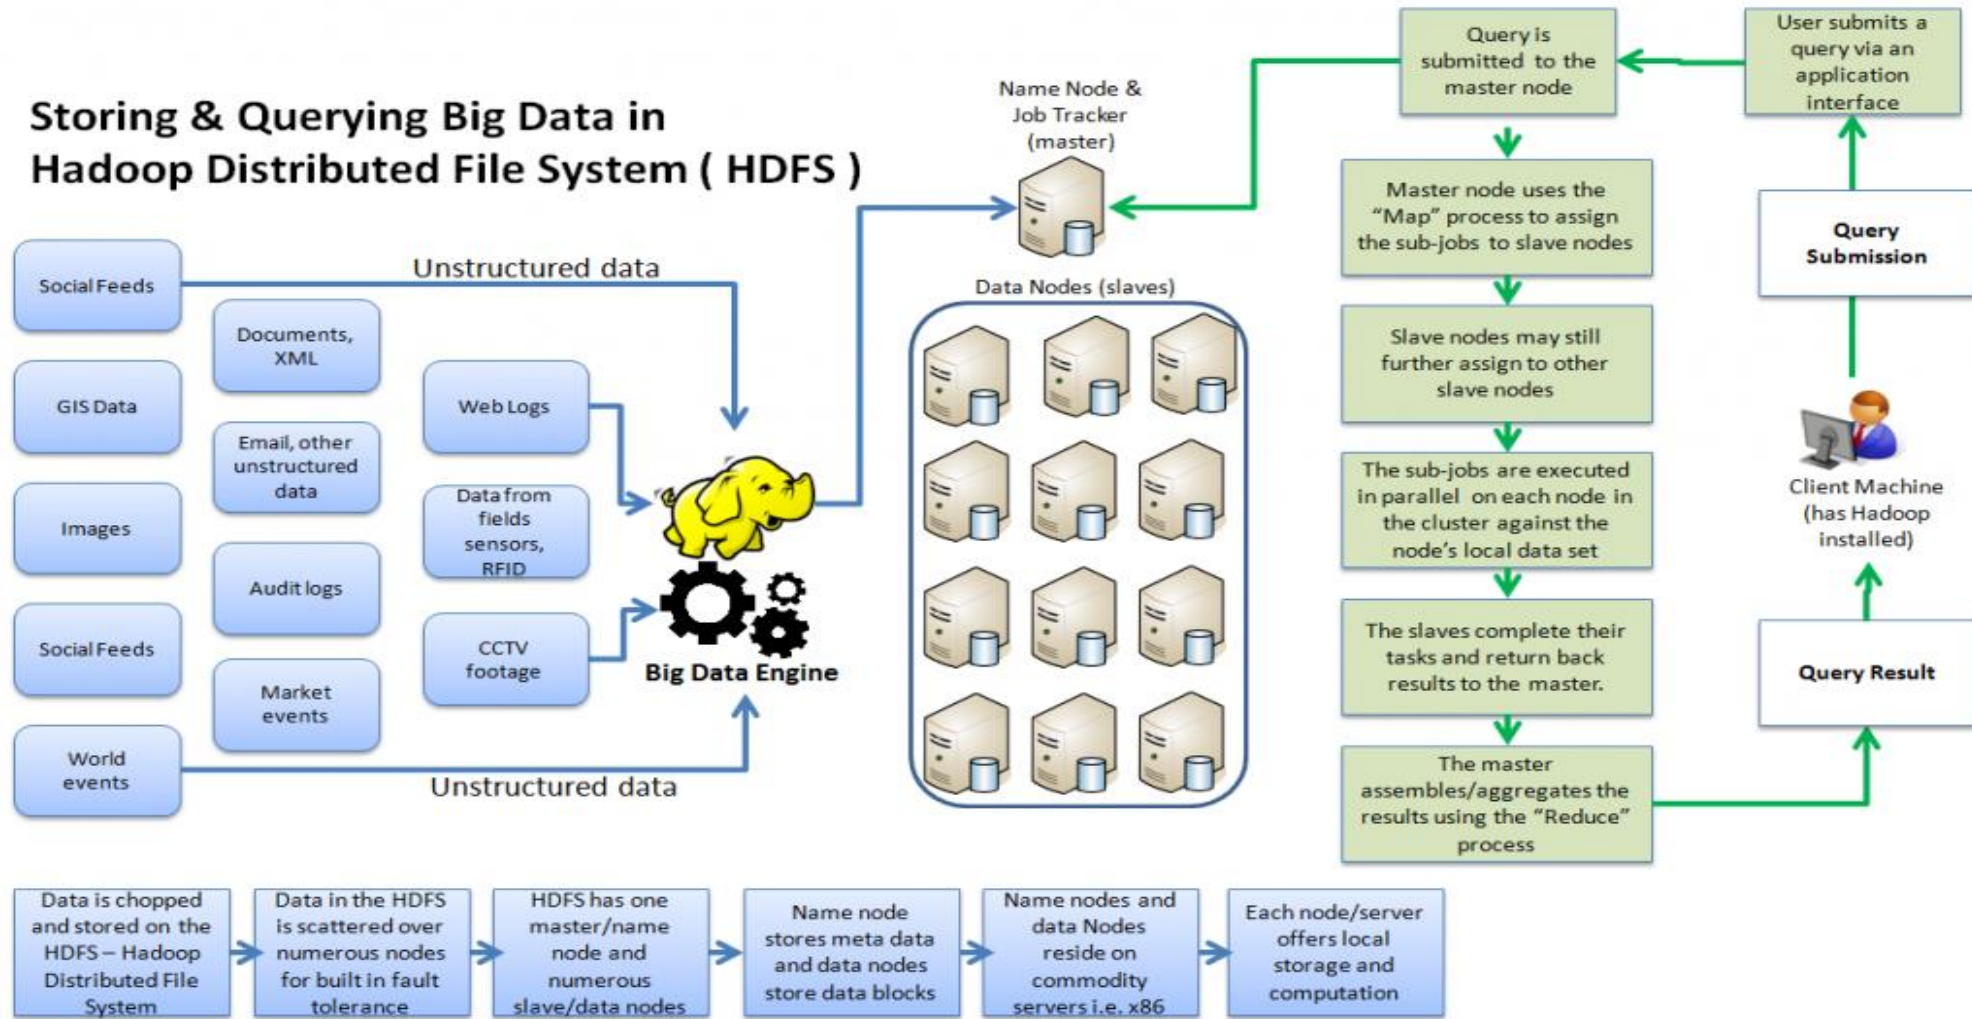 Storing & Querying Big Data in
Hadoop Distributed File System ( HDFS )
Social Feeds
GIS Data
Images
Social Feeds
World
events
Documents,
XML
Email, other
unstructured
data
Audit logs
Market
events
Web Logs
Data from
fields
sensors,
RFID
CCTV
footage
Unstructured data
Unstructured data
Big Data Engine
Name Node &
Job Tracker
(master)
Data Nodes (slaves)
User submits a
query via an
application
interface
Query is
submitted to the
master node
Master node uses the
“Map” process to assign
the sub-jobs to slave nodes
Slave nodes may still
further assign to other
slave nodes
The sub-jobs are executed
in parallel on each node in
the cluster against the
node’s local data set
The slaves complete their
tasks and return back
results to the master.
The master
assembles/aggregates the
results using the “Reduce”
process
Query
Submission
Client Machine
(has Hadoop
installed)
Query Result
Data is chopped
and stored on the
HDFS – Hadoop
Distributed File
System
Data in the HDFS
is scattered over
numerous nodes
for built in fault
tolerance
HDFS has one
master/name
node and
numerous
slave/data nodes
Name node
stores meta data
and data nodes
store data blocks
Name nodes and
data Nodes
reside on
commodity
servers i.e. x86
Each node/server
offers local
storage and
computation